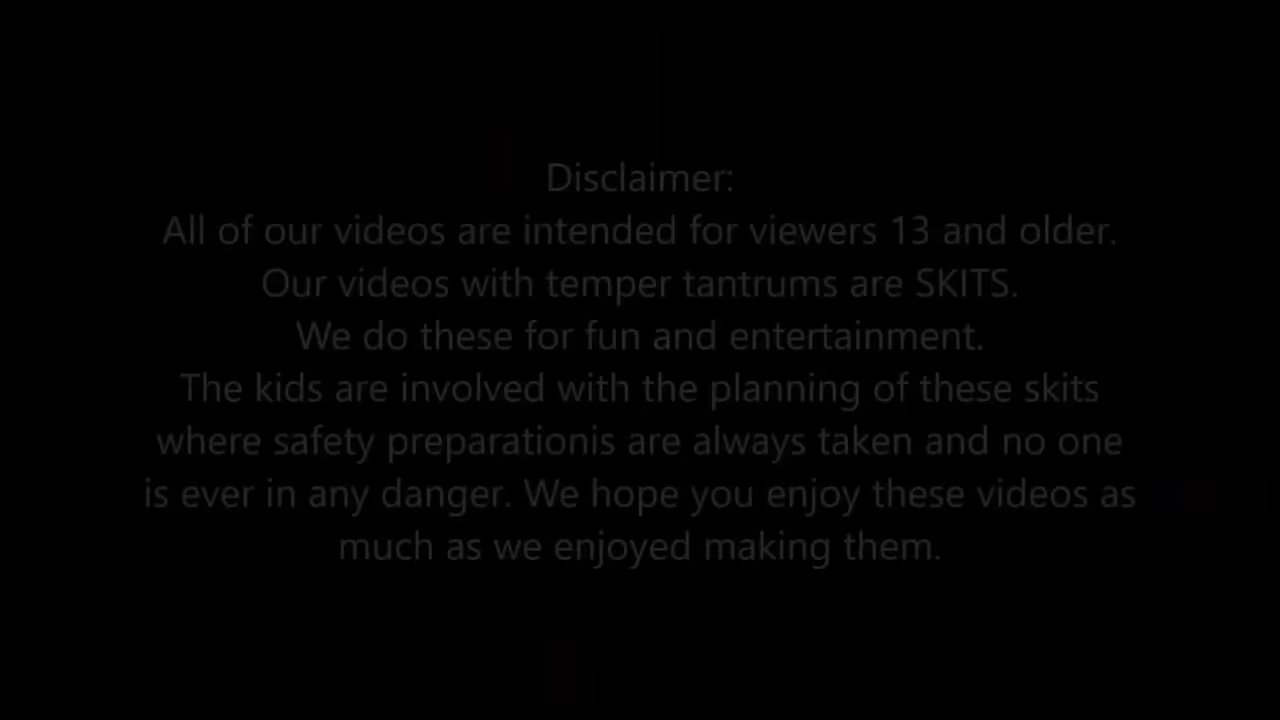 Disclaimer:
All of our videos are intended for viewers 13 and older.
Our videos with temper tantrums are SKITS.
We do these for fun and entertainment.
The kids are involved with the planning of these skits
where safety preparationis are always taken and no one
is ever in any danger. We hope you enjoy these videos as
much as we enjoyed making them.